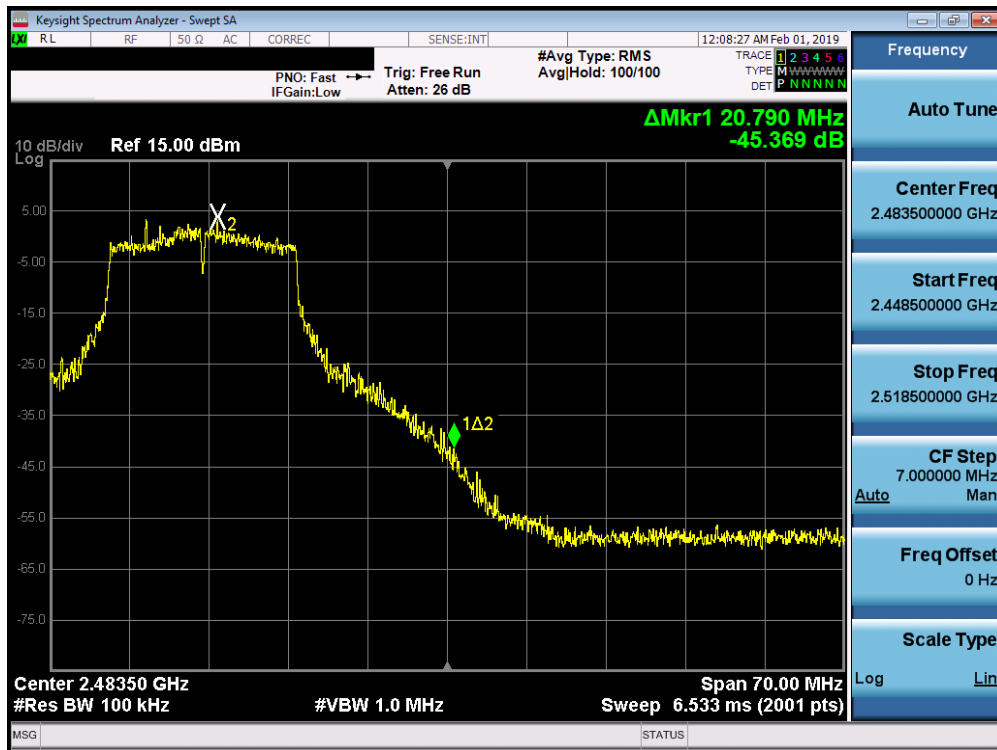 Keysight Spectrum Analyzer - Swept SA
LXI RL RF 50 Ω AC CORREC SENSE:INT 12:08:27 AM Feb 01, 2019
PNO: Fast Trig: Free Run #Avg Type: RMS TRACE 1 2 3 4 5 6
IFGain:Low Atten: 26 dB Avg|Hold: 100/100 TYPE M WWWWW
DET P N N N N N
ΔMkr1 20.790 MHz
-45.369 dB
10 dB/div Ref 15.00 dBm
Log
5.00
-5.00
-15.0
-25.0
-35.0
-45.0
-55.0
-65.0
-75.0
X2
1Δ2
Center 2.48350 GHz Span 70.00 MHz
#Res BW 100 kHz #VBW 1.0 MHz Sweep 6.533 ms (2001 pts)
MSG STATUS
Frequency
Auto Tune
Center Freq
2.483500000 GHz
Start Freq
2.448500000 GHz
Stop Freq
2.518500000 GHz
CF Step
7.000000 MHz
Auto Man
Freq Offset
0 Hz
Scale Type
Log Lin